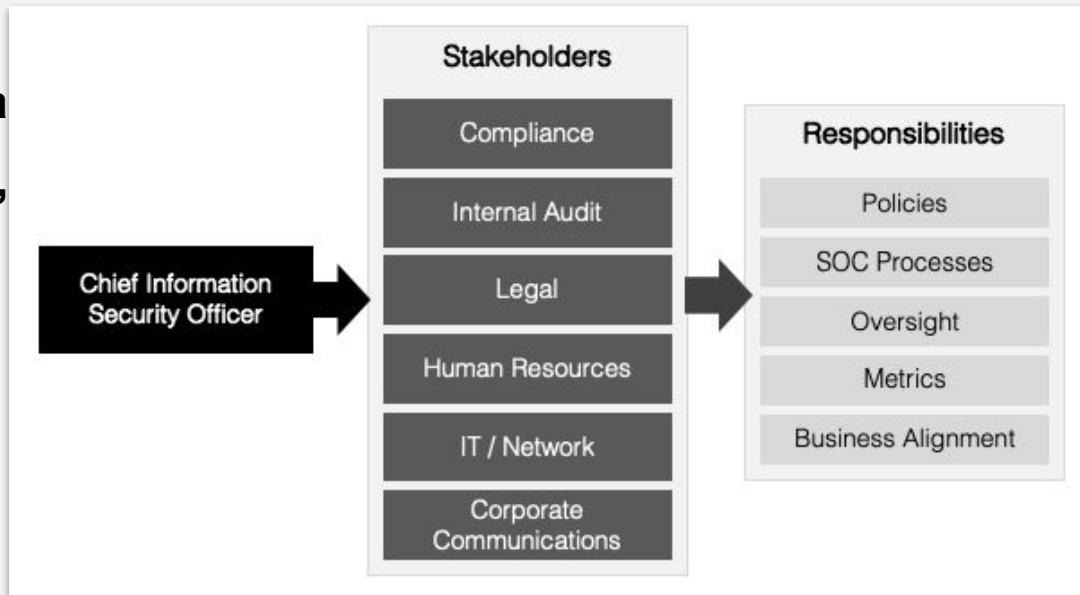 Stakeholders
Compliance
Internal Audit
Legal
Human Resources
IT / Network
Corporate
Communications
Chief Information
Security Officer
Responsibilities
Policies
SOC Processes
Oversight
Metrics
Business Alignment